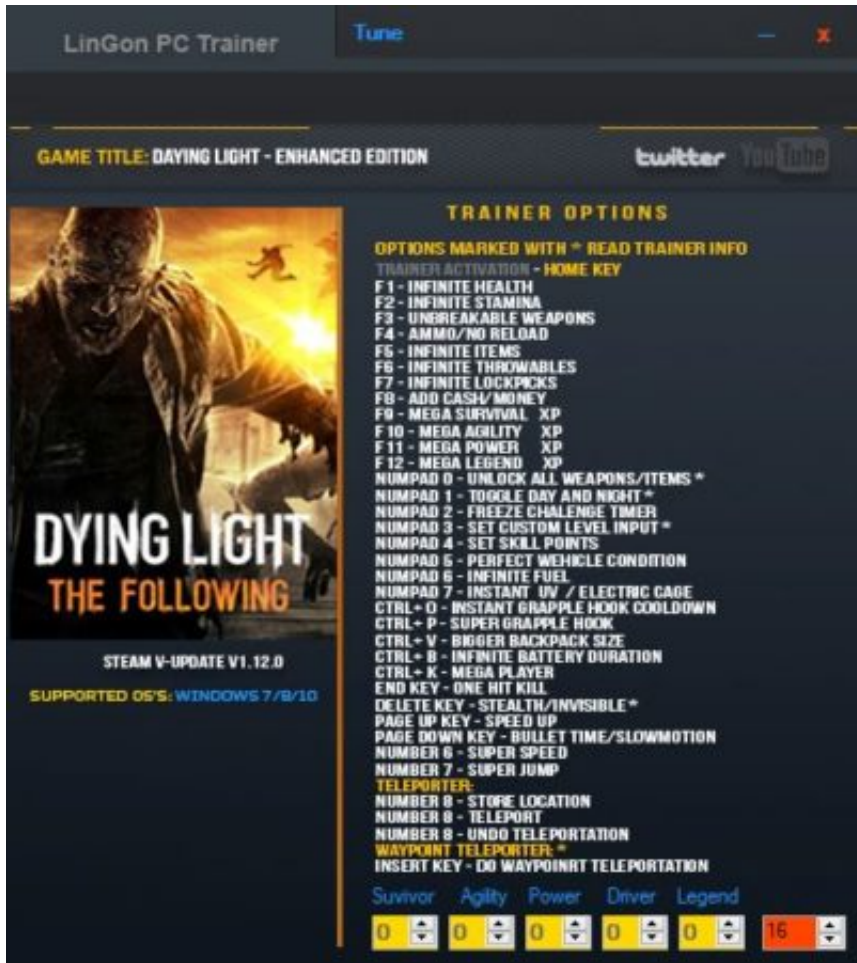 LinGon PC Trainer
Tune
GAME TITLE: DAYING LIGHT - ENHANCED EDITION
twitter YouTube
TRAINER OPTIONS
OPTIONS MARKED WITH * READ TRAINER INFO
TRAINER ACTIVATION - HOME KEY
F1 - INFINITE HEALTH
F2 - INFINITE STAMINA
F3 - UNBREAKABLE WEAPONS
F4 - AMMO/NO RELOAD
F5 - INFINITE ITEMS
F6 - INFINITE THROWABLES
F7 - INFINITE LOCKPICKS
F8 - ADD CASH/MONEY
F9 - MEGA SURVIVAL XP
F10 - MEGA AGILITY XP
F11 - MEGA POWER XP
F12 - MEGA LEGEND XP
NUMPAD 0 - UNLOCK ALL WEAPONS/ITEMS *
NUMPAD 1 - TOGGLE DAY AND NIGHT *
NUMPAD 2 - FREEZE CHALENGE TIMER
NUMPAD 3 - SET CUSTOM LEVEL INPUT *
NUMPAD 4 - SET SKILL POINTS
NUMPAD 5 - PERFECT WEHICLE CONDITION
NUMPAD 6 - INFINITE FUEL
NUMPAD 7 - INSTANT UV / ELECTRIC CAGE
CTRL+ O - INSTANT GRAPPLE HOOK COOLDOWN
CTRL+ P - SUPER GRAPPLE HOOK
CTRL+ V - BIGGER BACKPACK SIZE
CTRL+ B - INFINITE BATTERY DURATION
CTRL+ K - MEGA PLAYER
END KEY - ONE HIT KILL
DELETE KEY - STEALTH/INVISIBLE *
PAGE UP KEY - SPEED UP
PAGE DOWN KEY - BULLET TIME/SLOWMOTION
NUMBER 6 - SUPER SPEED
NUMBER 7 - SUPER JUMP
TELEPORTER:
NUMBER 8 - STORE LOCATION
NUMBER 8 - TELEPORT
NUMBER 8 - UNDO TELEPORTATION
WAYPOINT TELEPORTER: *
INSERT KEY - DO WAYPOINRT TELEPORTATION
DYING LIGHT
THE FOLLOWING
STEAM V-UPDATE V1.12.0
SUPPORTED OS'S: WINDOWS 7/8/10
Suvivor Agility Power Driver Legend
0 0 0 0 0 16